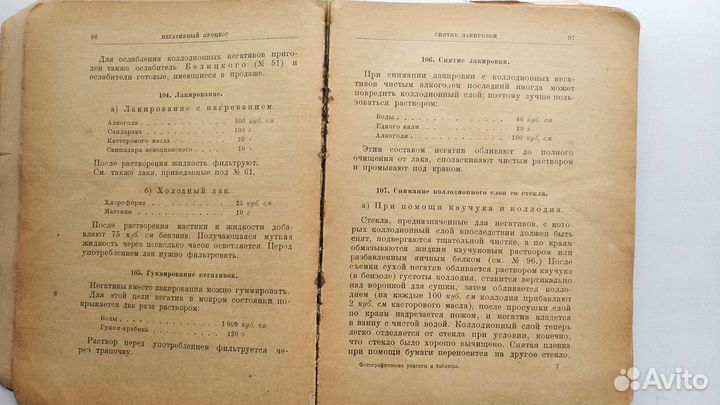 96 НЕГАТИВНЫЙ ПРОЦЕСС
Для ослабления коллодионных негативов приго-
ден также ослабитель Белицкого (№ 51) и
ослабители готовые, имеющиеся в продаже.
104. Лакирование.
а) Лакирование с нагреванием.
Алкоголя . . . . . . . . 500 куб. см
Сандарака . . . . . . . . 100 г
Касторового масла . . . . . . . . 20 »
Скипидара венецианского . . . . . . . . 10 »
После растворения жидкость фильтруют,
См. также лаки, приведенные под № 61.
б) Холодный лак.
Хлороформа . . . . . . . . 25 куб. см
Мастики . . . . . . . . 10 г
После растворения мастики к жидкости доба-
вляют 75 куб. см бензина. Получающаяся мутная
жидкость через несколько часов осветляется. Перед
употреблением лак нужно фильтровать.
105. Гуммирование негативов.
Негативы вместо лакирования можно гуммировать.
Для этой цели негатив в мокром состоянии по-
крывается два раза раствором:
Воды . . . . . . . . 1 000 куб. см
Гумми-арабика . . . . . . . . 120 г
Раствор перед употреблением фильтруется че-
рез тряпочку.
СНЯТИЕ ЛАКИРОВКИ 97
106. Снятие лакировки.
При снимании лакировки с коллодионных нега-
тивов чистым алкоголем последний иногда может
повредить коллодионный слой; поэтому лучше поль-
зоваться раствором:
Воды . . . . . . . . 40 куб. см
Едкого кали . . . . . . . . 23 г
Алкоголя . . . . . . . . 160 куб. см
Этим составом негатив обливают до полного
очищения от лака, споласкивают чистым раствором
и промывают под краном.
107. Снимание коллодионного слоя со стекла.
а) При помощи каучука и коллодия.
Стекла, предназначенные для негативов, с кото-
рых коллодионный слой впоследствии должен быть
снят, подвергаются тщательной чистке, а по краям
обмазываются жидким каучуковым раствором или
разбавленным яичным белком (см. № 96.) После
съемки сухой негатив обливается раствором каучука
(в бензоле) густоты коллодия, ставится вертикально
над воронкой для сушки, затем обливается колло-
дием (на каждые 100 куб. см коллодия прибавляют
2 куб. см касторового масла), после просушки слой
по краям надрезается ножом, и негатив кладется
в ванну с чистой водой. Коллодионный слой теперь
легко отделяется от стекла при условии, конечно,
что стекло было хорошо вычищено. Снятая пленка
при помощи бумаги переносится на другое стекло,
Фотографические рецепты и таблицы. 7
Avito